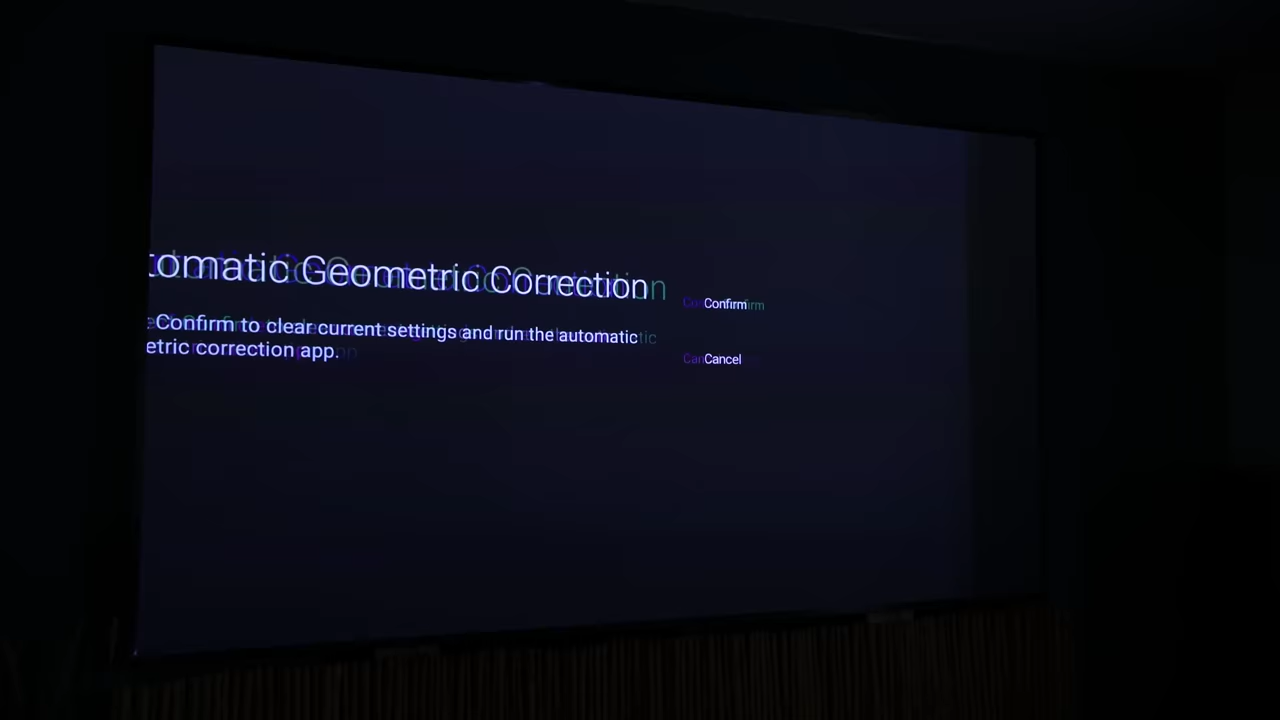 tomatic Geometric Correction
Confirm to clear current settings and run the automatic
etric correction app.
Confirm
Cancel